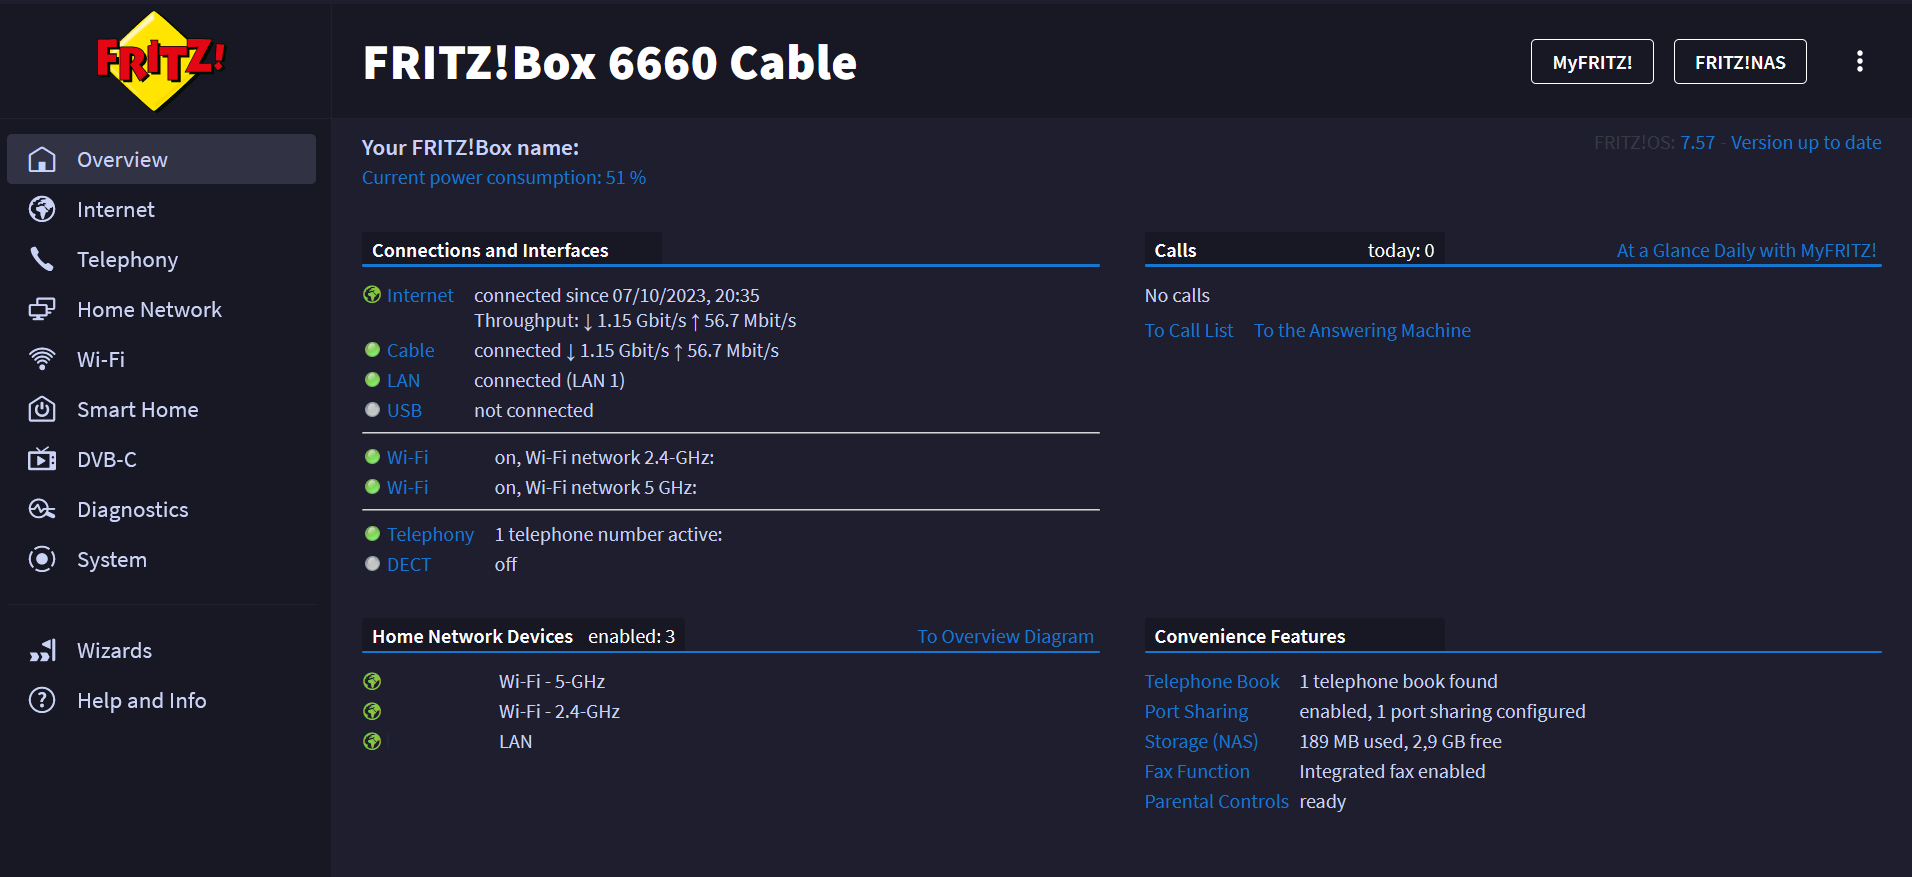 FRITZ!
FRITZ!Box 6660 Cable
MyFRITZ!
FRITZ!NAS
Overview
Internet
Telephony
Home Network
Wi-Fi
Smart Home
DVB-C
Diagnostics
System
Wizards
Help and Info
Your FRITZ!Box name:
Current power consumption: 51 %
FRITZ!OS: 7.57 - Version up to date
Connections and Interfaces
Internet connected since 07/10/2023, 20:35
Throughput: ↓ 1.15 Gbit/s ↑ 56.7 Mbit/s
Cable connected ↓ 1.15 Gbit/s ↑ 56.7 Mbit/s
LAN connected (LAN 1)
USB not connected
Wi-Fi on, Wi-Fi network 2.4-GHz:
Wi-Fi on, Wi-Fi network 5 GHz:
Telephony 1 telephone number active:
DECT off
Calls today: 0 At a Glance Daily with MyFRITZ!
No calls
To Call List To the Answering Machine
Home Network Devices enabled: 3 To Overview Diagram
Wi-Fi - 5-GHz
Wi-Fi - 2.4-GHz
LAN
Convenience Features
Telephone Book 1 telephone book found
Port Sharing enabled, 1 port sharing configured
Storage (NAS) 189 MB used, 2,9 GB free
Fax Function Integrated fax enabled
Parental Controls ready